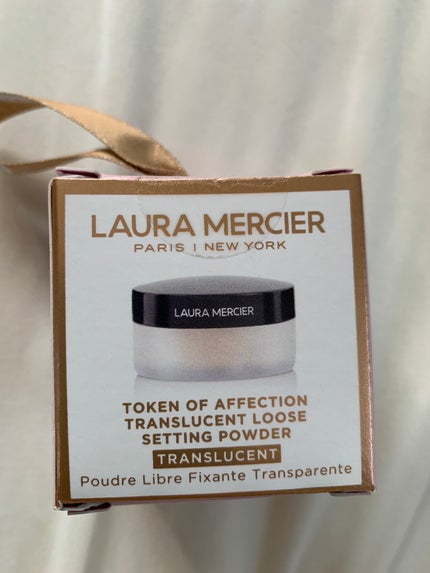 LAURA MERCIER
PARIS | NEW YORK
LAURA MERCIER
TOKEN OF AFFECTION
TRANSLUCENT LOOSE
SETTING POWDER
TRANSLUCENT
Poudre Libre Fixante Transparente